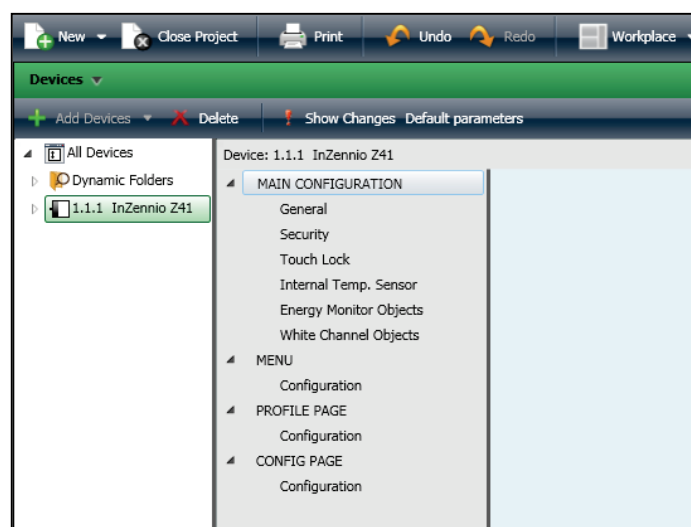 New Close Project Print Undo Redo Workplace
Devices
Add Devices Delete Show Changes Default parameters
All Devices
Dynamic Folders
1.1.1 InZennio Z41
Device: 1.1.1 InZennio Z41
MAIN CONFIGURATION
General
Security
Touch Lock
Internal Temp. Sensor
Energy Monitor Objects
White Channel Objects
MENU
Configuration
PROFILE PAGE
Configuration
CONFIG PAGE
Configuration